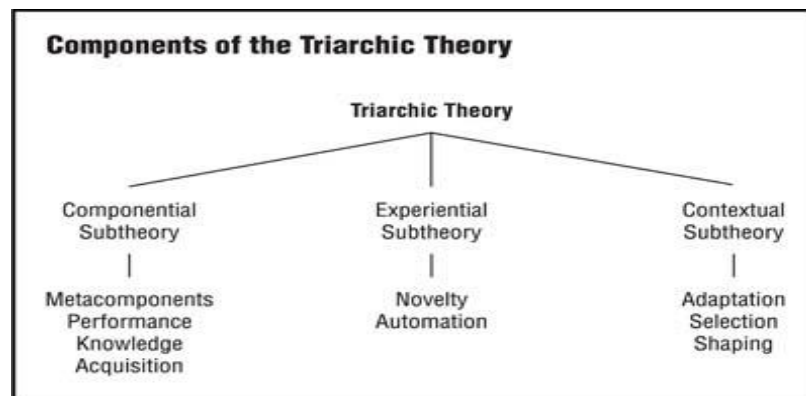 Components of the Triarchic Theory
Triarchic Theory
Componential
Subtheory
Metacomponents
Performance
Knowledge
Acquisition
Experiential
Subtheory
Novelty
Automation
Contextual
Subtheory
Adaptation
Selection
Shaping